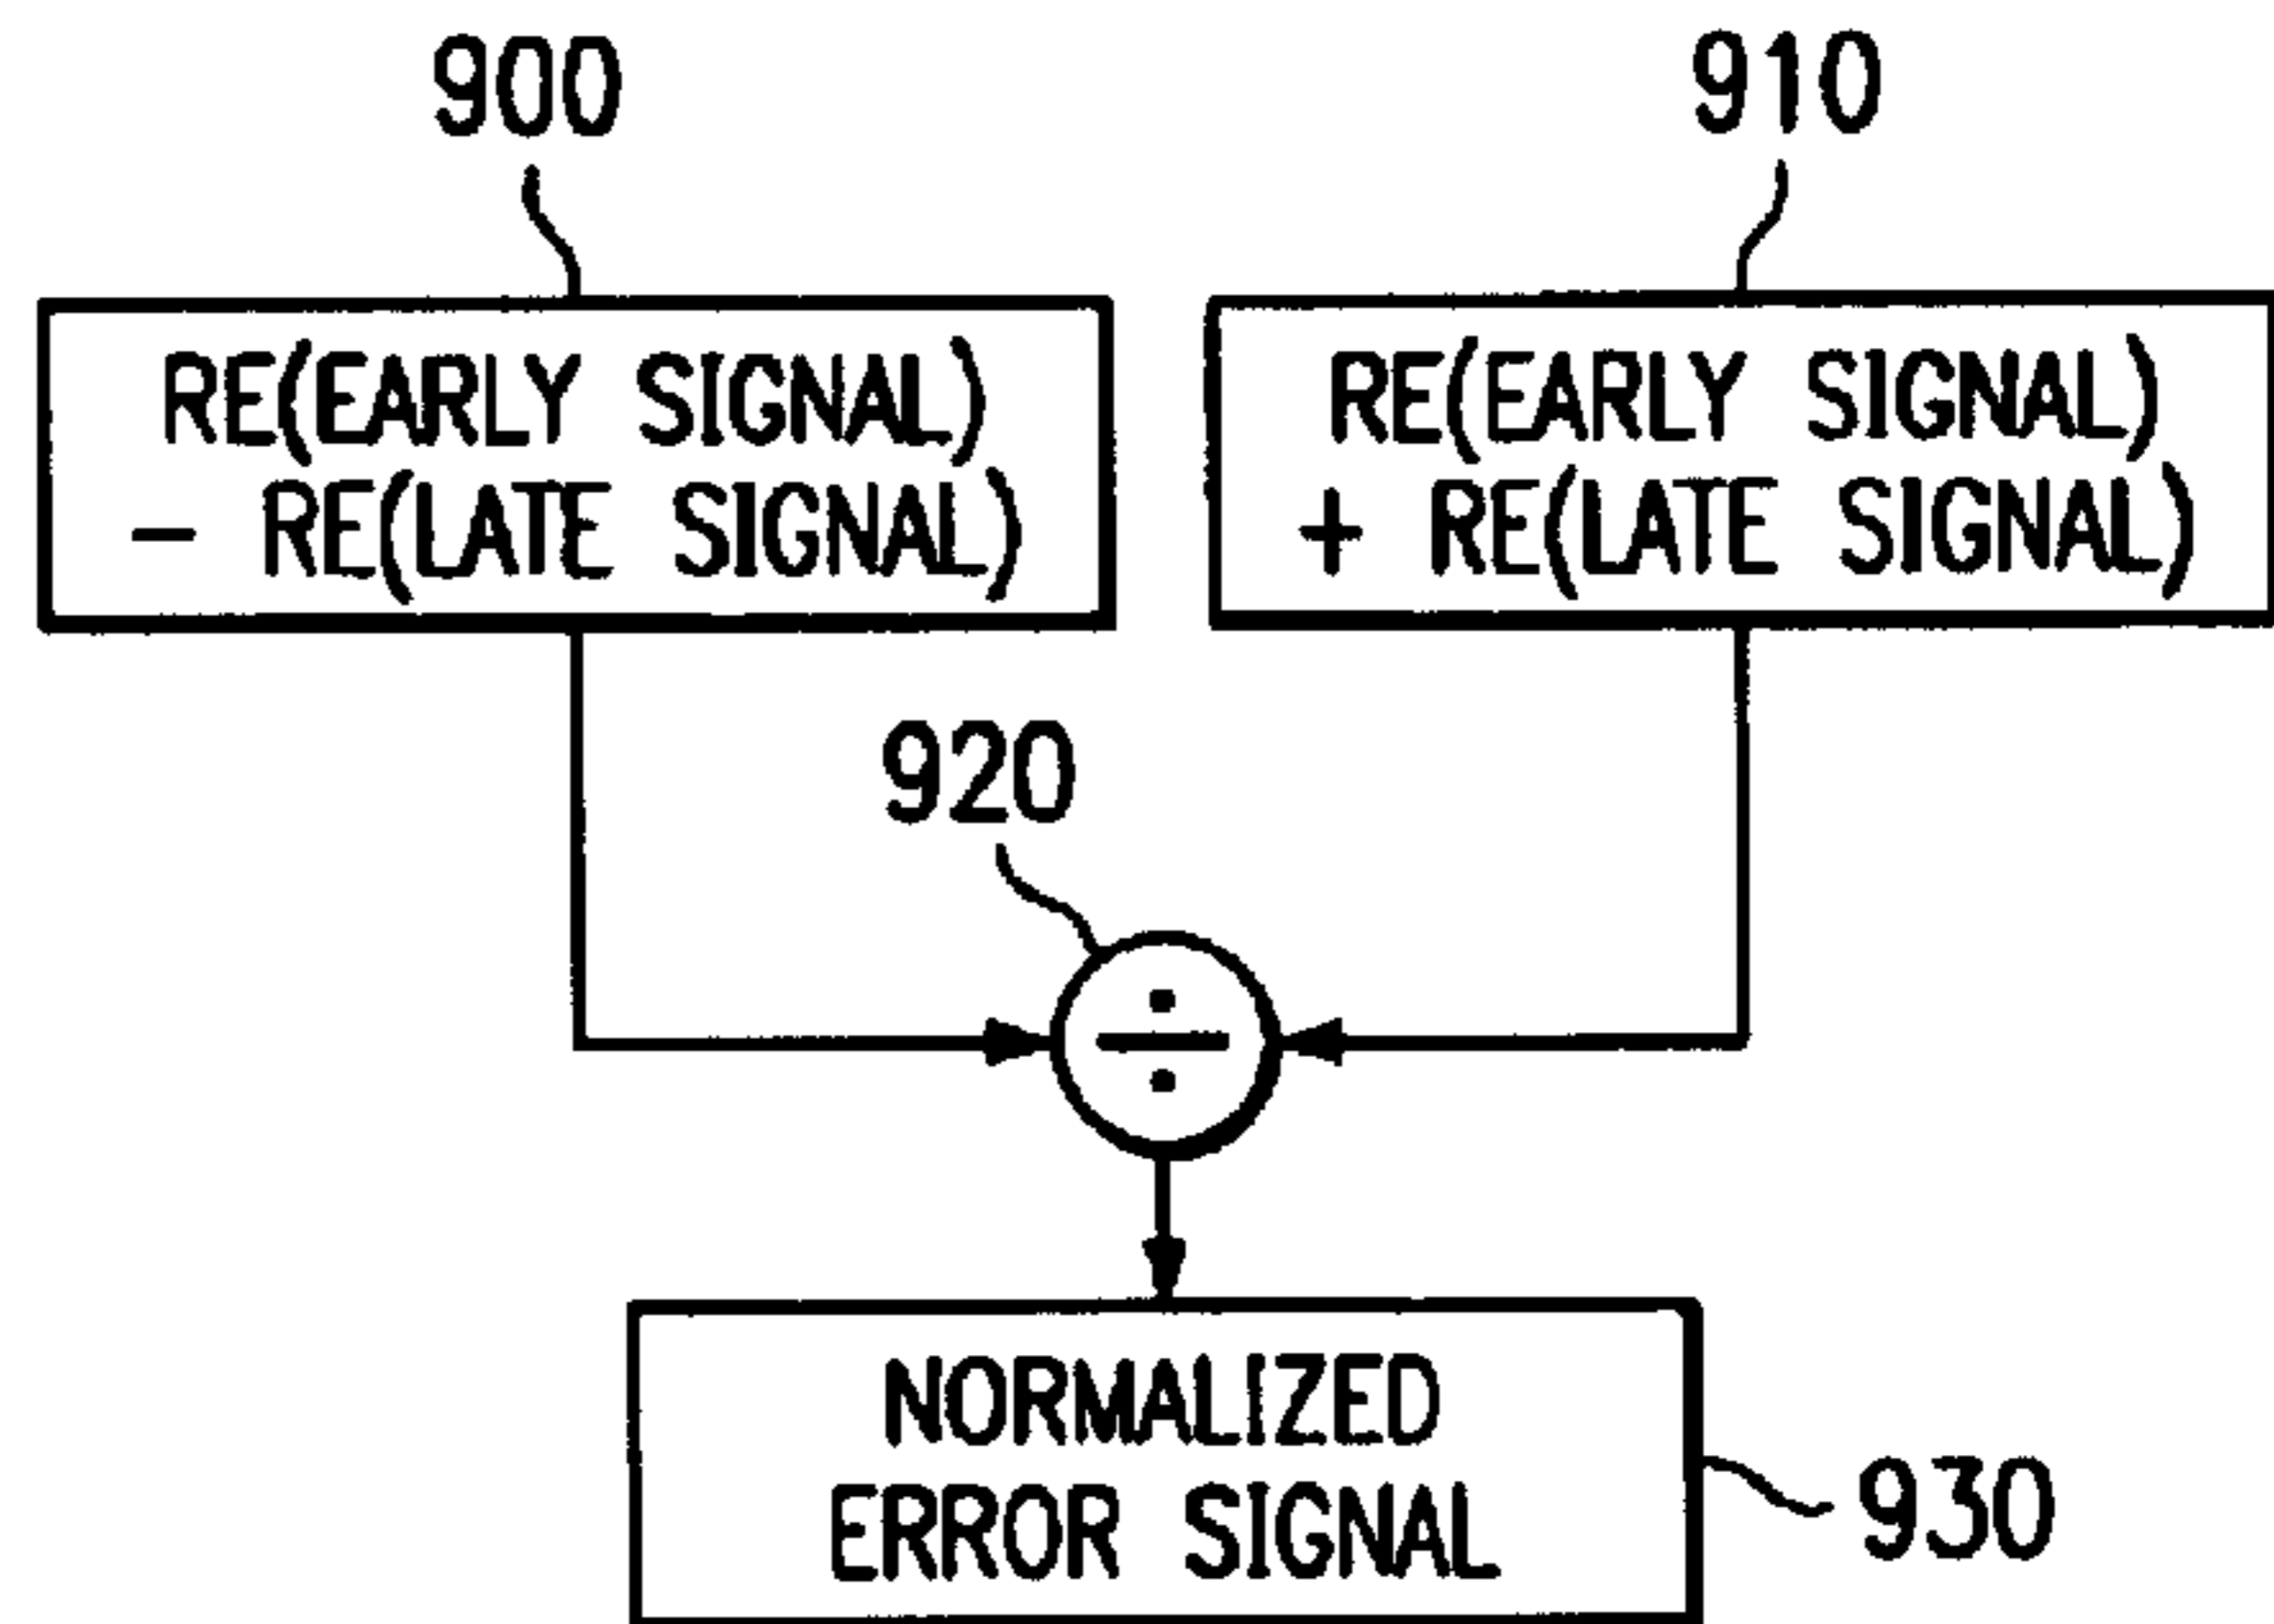 900
910
RE(EARLY SIGNAL)
- RE(LATE SIGNAL)
RE(EARLY SIGNAL)
+ RE(LATE SIGNAL)
920
÷
NORMALIZED
ERROR SIGNAL
930